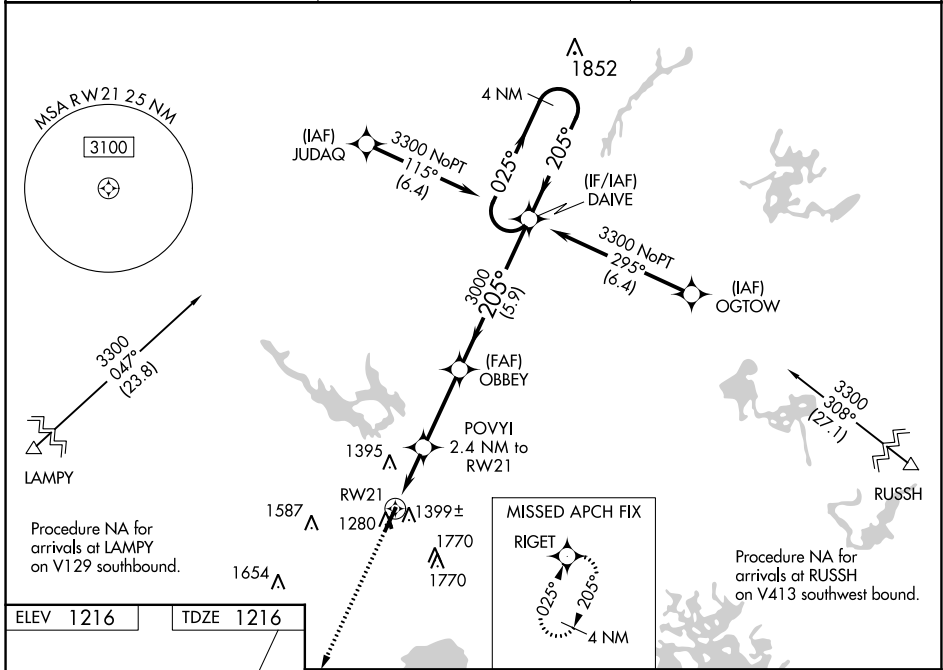 MSA RW21 25 NM
3100
1852
4 NM
(IAF)
JUDAQ
3300 NoPT
115°
(6.4)
025°
205°
(IF/IAF)
DAIVE
3300 NoPT
295°
(6.4)
(IAF)
OGTOW
3000
205°
(5.9)
3300
047°
(23.8)
LAMPY
(FAF)
OBBEY
3300
308°
(27.1)
RUSSH
POVYI
2.4 NM to
RW21
1395
RW21
1587
1280
1399±
1770
1770
1654
Procedure NA for
arrivals at LAMPY
on V129 southbound.
MISSED APCH FIX
RIGET
025°
205°
4 NM
Procedure NA for
arrivals at RUSSH
on V413 southwest bound.
ELEV 1216
TDZE 1216